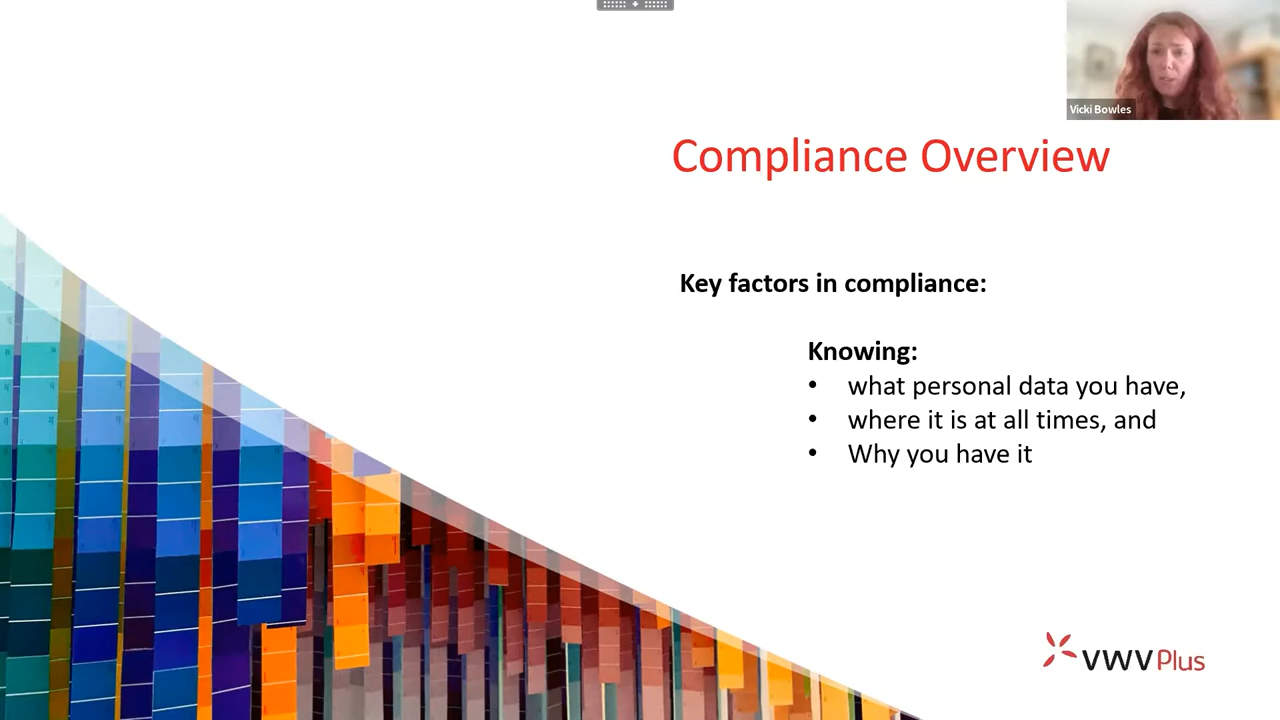 Vicki Bowles
Compliance Overview
Key factors in compliance:
Knowing:
• what personal data you have,
• where it is at all times, and
• Why you have it
VWV Plus